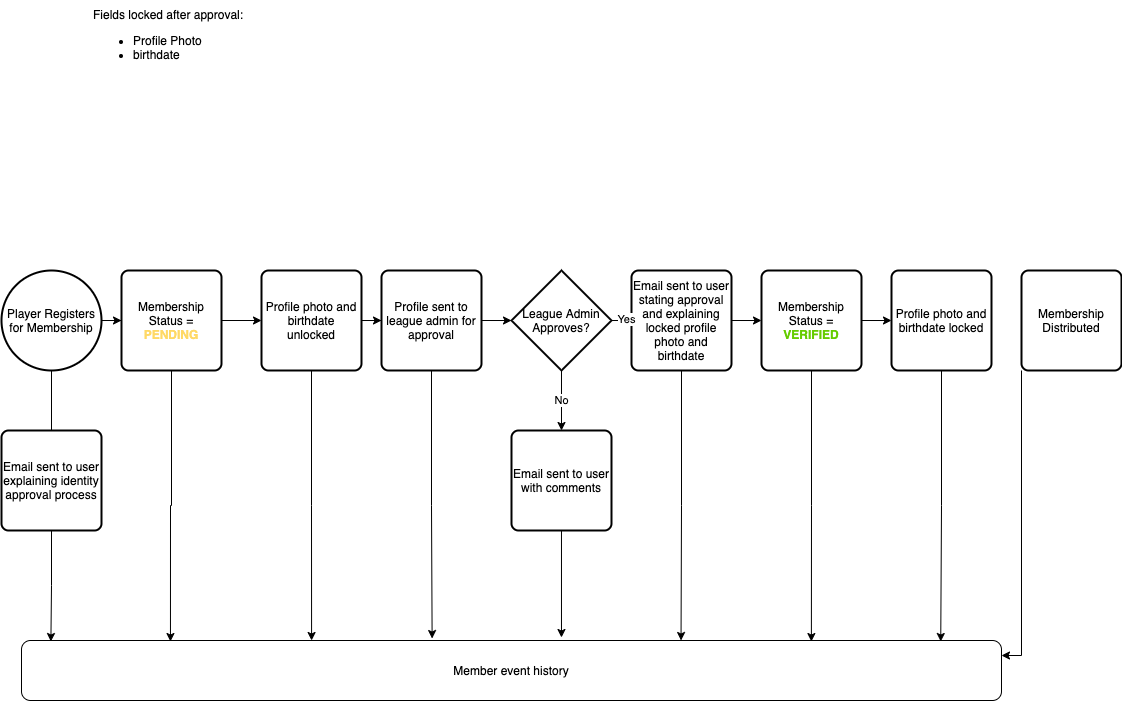 Fields locked after approval:
Profile Photo
birthdate
Player Registers
for Membership
Membership
Status =
PENDING
Profile photo and
birthdate
unlocked
Profile sent to
league admin for
approval
League Admin
Approves?
Yes
Email sent to user
stating approval
and explaining
locked profile
photo and
birthdate
Membership
Status =
VERIFIED
Profile photo and
birthdate locked
Membership
Distributed
No
Email sent to user
explaining identity
approval process
Email sent to user
with comments
Member event history